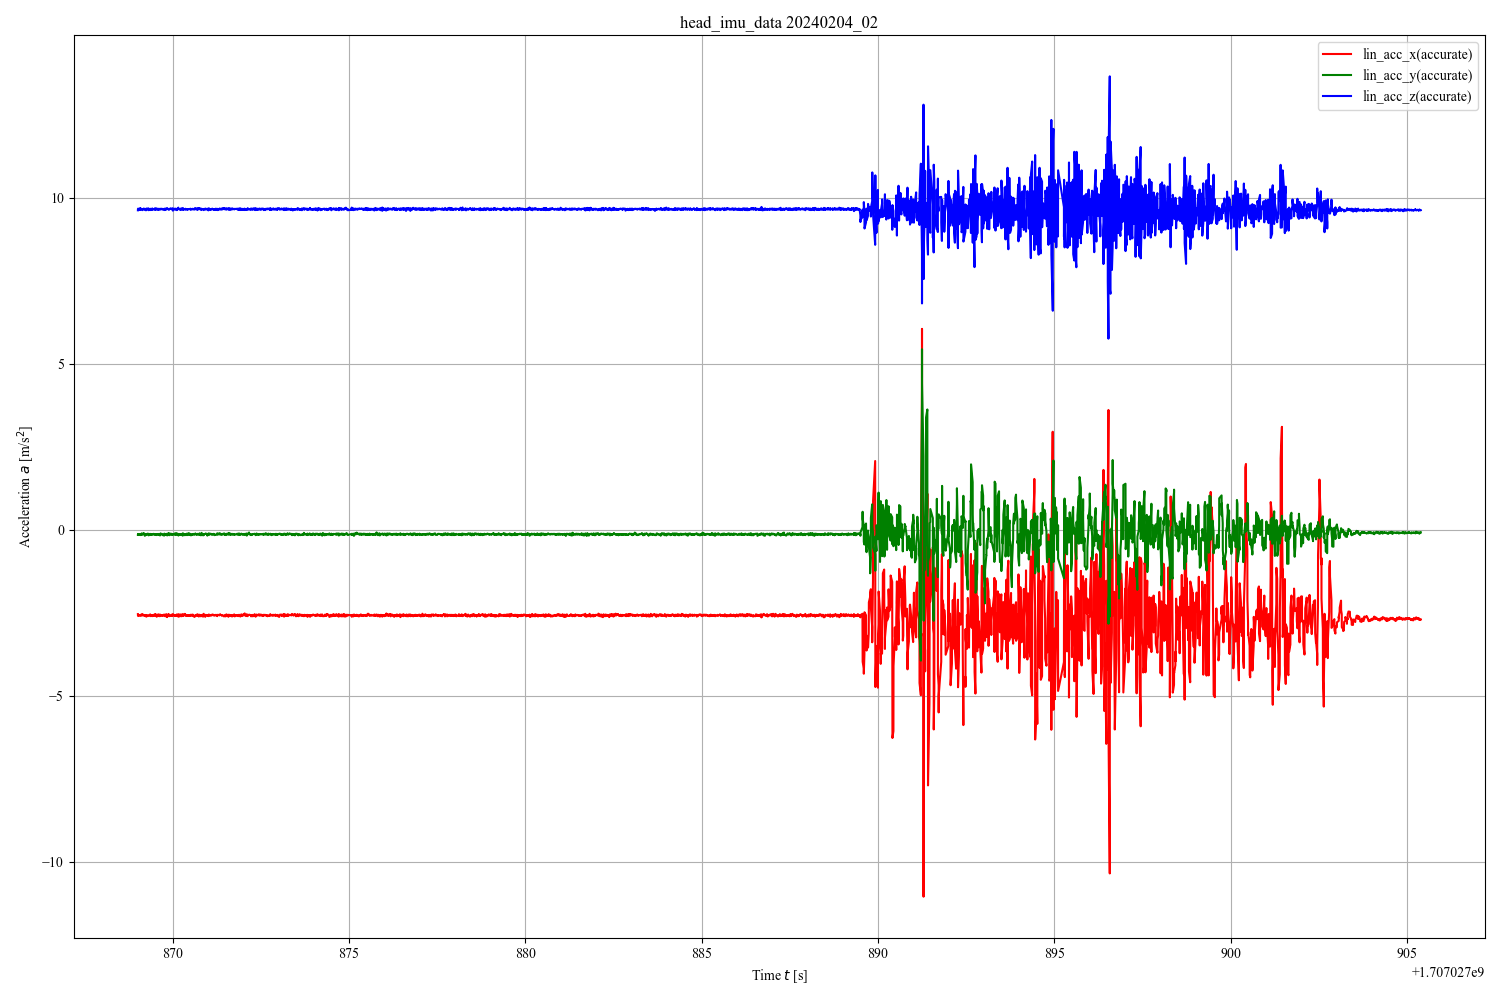 head_imu_data 20240204_02
lin_acc_x(accurate)
lin_acc_y(accurate)
lin_acc_z(accurate)
Acceleration a [m/s²]
10
5
0
−5
−10
870 875 880 885 890 895 900 905
Time t [s]
+1.707027e9